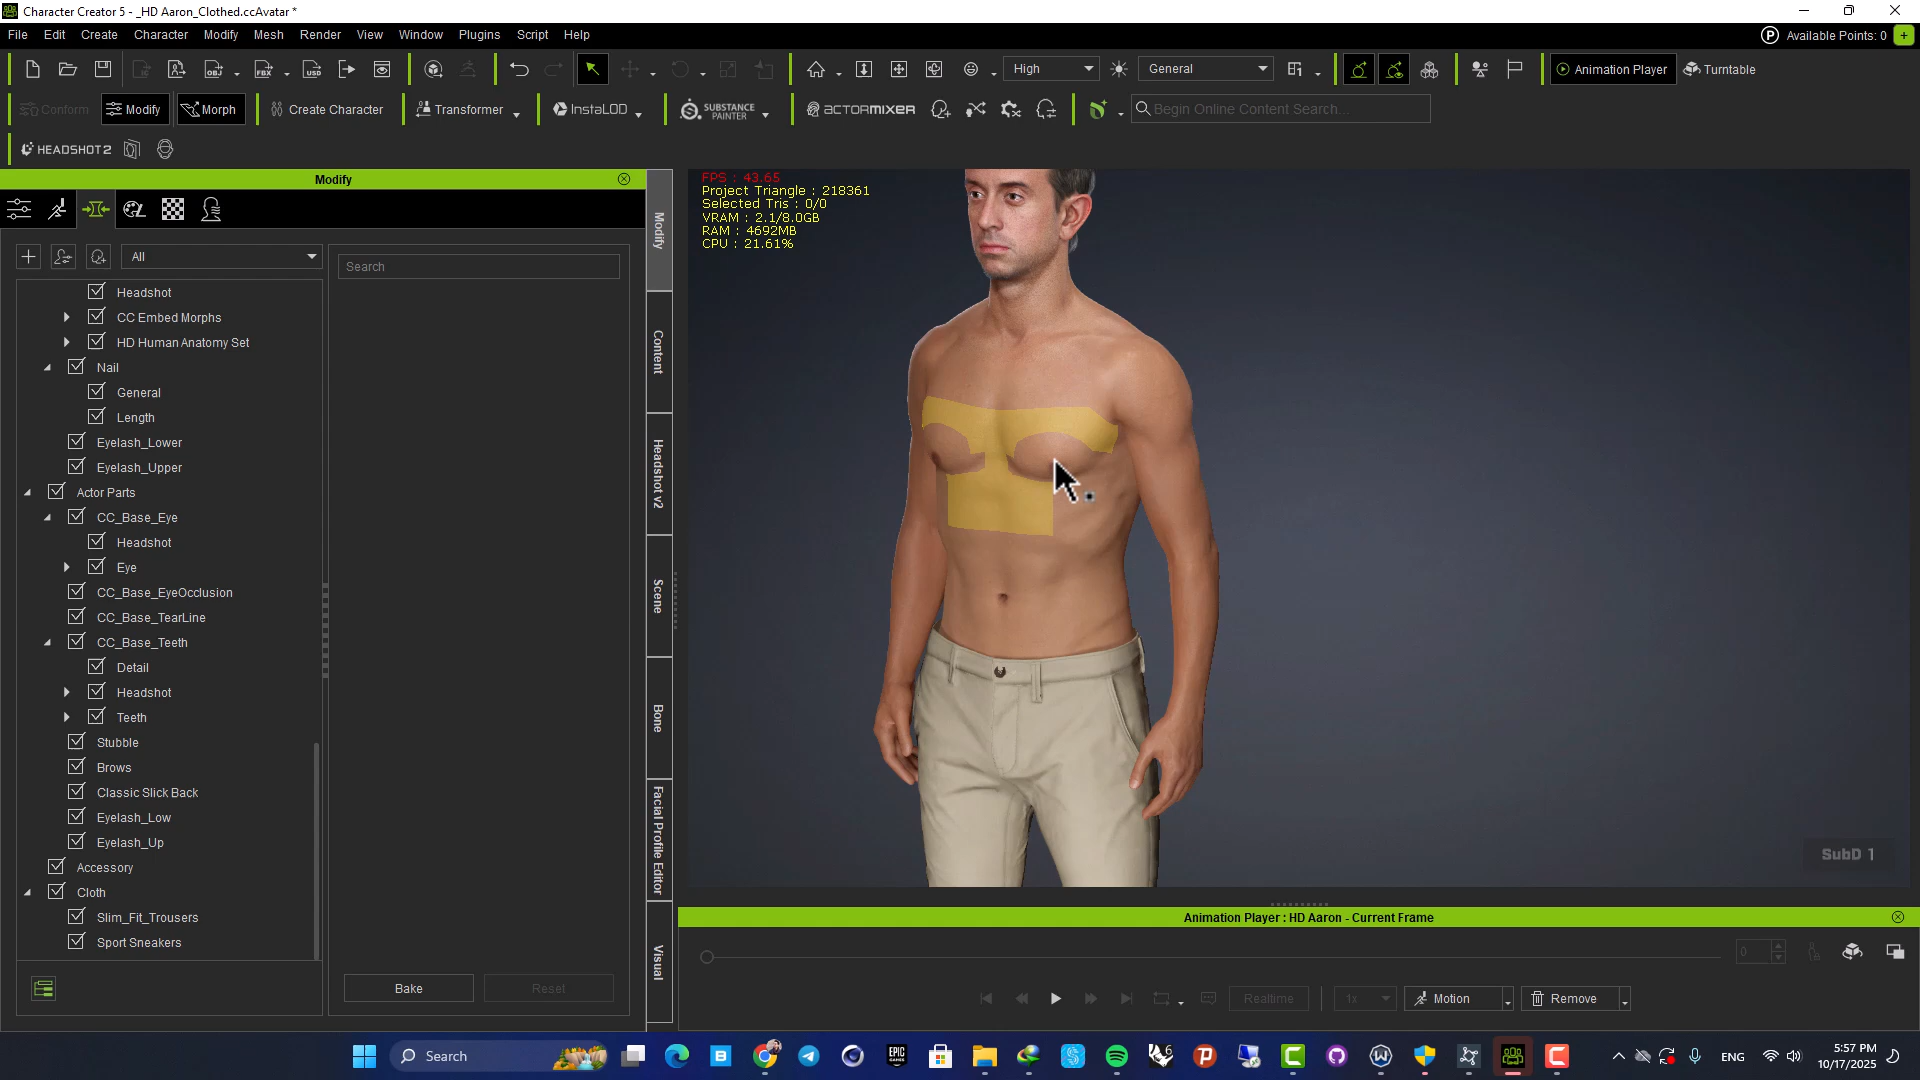 Character Creator 5 - _HD Aaron_Clothed.ccAvatar *
File Edit Create Character Modify Mesh Render View Window Plugins Script Help
Available Points: 0
High
General
Animation Player
Turntable
Conform
Modify
Morph
Create Character
Transformer
InstaLOD
SUBSTANCE PAINTER
ACTORMIXER
Begin Online Content Search...
HEADSHOT 2
Modify
All
Search
Headshot
CC Embed Morphs
HD Human Anatomy Set
Nail
General
Length
Eyelash_Lower
Eyelash_Upper
Actor Parts
CC_Base_Eye
Headshot
Eye
CC_Base_EyeOcclusion
CC_Base_TearLine
CC_Base_Teeth
Detail
Headshot
Teeth
Stubble
Brows
Classic Slick Back
Eyelash_Low
Eyelash_Up
Accessory
Cloth
Slim_Fit_Trousers
Sport Sneakers
Bake
Reset
Modify
Content
Headshot v2
Scene
Bone
Facial Profile Editor
Visual
FPS : 43.65
Project Triangle : 218361
Selected Tris : 0/0
VRAM : 2.1/8.0GB
RAM : 4692MB
CPU : 21.61%
SubD 1
Animation Player : HD Aaron - Current Frame
0
Realtime
1x
Motion
Remove
Search
ENG
5:57 PM
10/17/2025